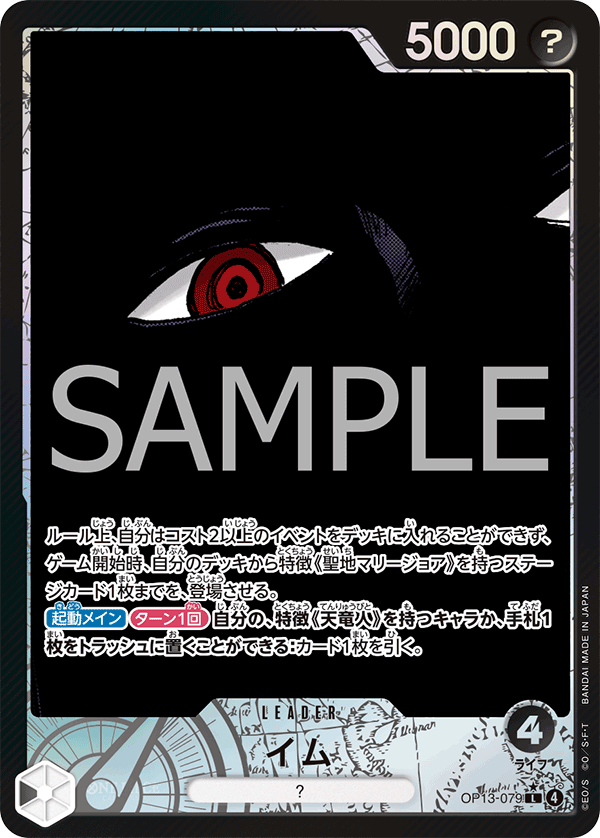 5000 ?
SAMPLE
ルール上、自分はコスト2以上のイベントをデッキに入れることができず、
ゲーム開始時、自分のデッキから特徴《聖地マリージョア》を持つステー
ジカード1枚までを、登場させる。
起動メイン ターン1回 自分の、特徴《天竜人》を持つキャラか、手札1
枚をトラッシュに置くことができる:カード1枚を引く。
LEADER
イム
?
4
ライフ
OP13-079 L 4
©E.O/S ©O/S・F・T BANDAI MADE IN JAPAN